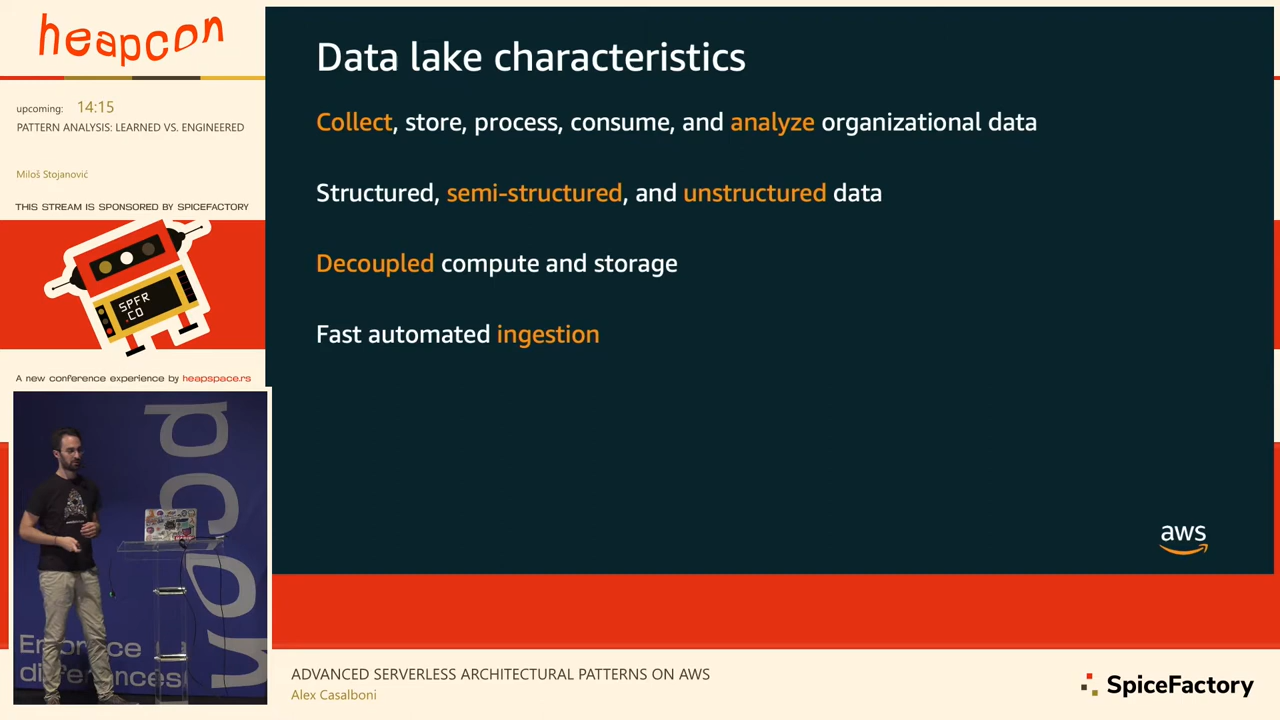 heapcon
upcoming: 14:15
PATTERN ANALYSIS: LEARNED VS. ENGINEERED
Miloš Stojanović
THIS STREAM IS SPONSORED BY SPICEFACTORY
SPFR
.CO
A new conference experience by heapspace.rs
Data lake characteristics
Collect, store, process, consume, and analyze organizational data
Structured, semi-structured, and unstructured data
Decoupled compute and storage
Fast automated ingestion
aws
Embrace
differences
ADVANCED SERVERLESS ARCHITECTURAL PATTERNS ON AWS
Alex Casalboni
SpiceFactory